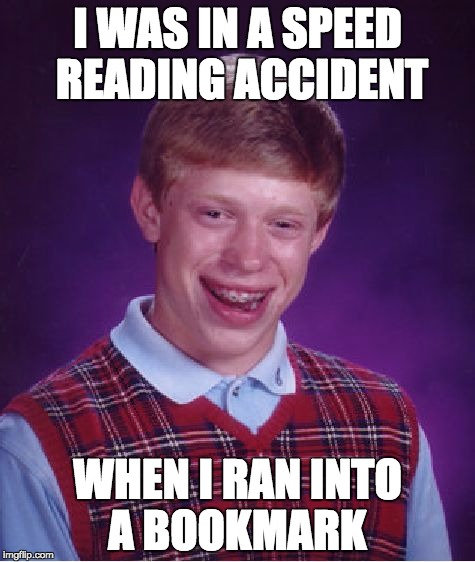 I WAS IN A SPEED
READING ACCIDENT
WHEN I RAN INTO
A BOOKMARK
imgflip.com